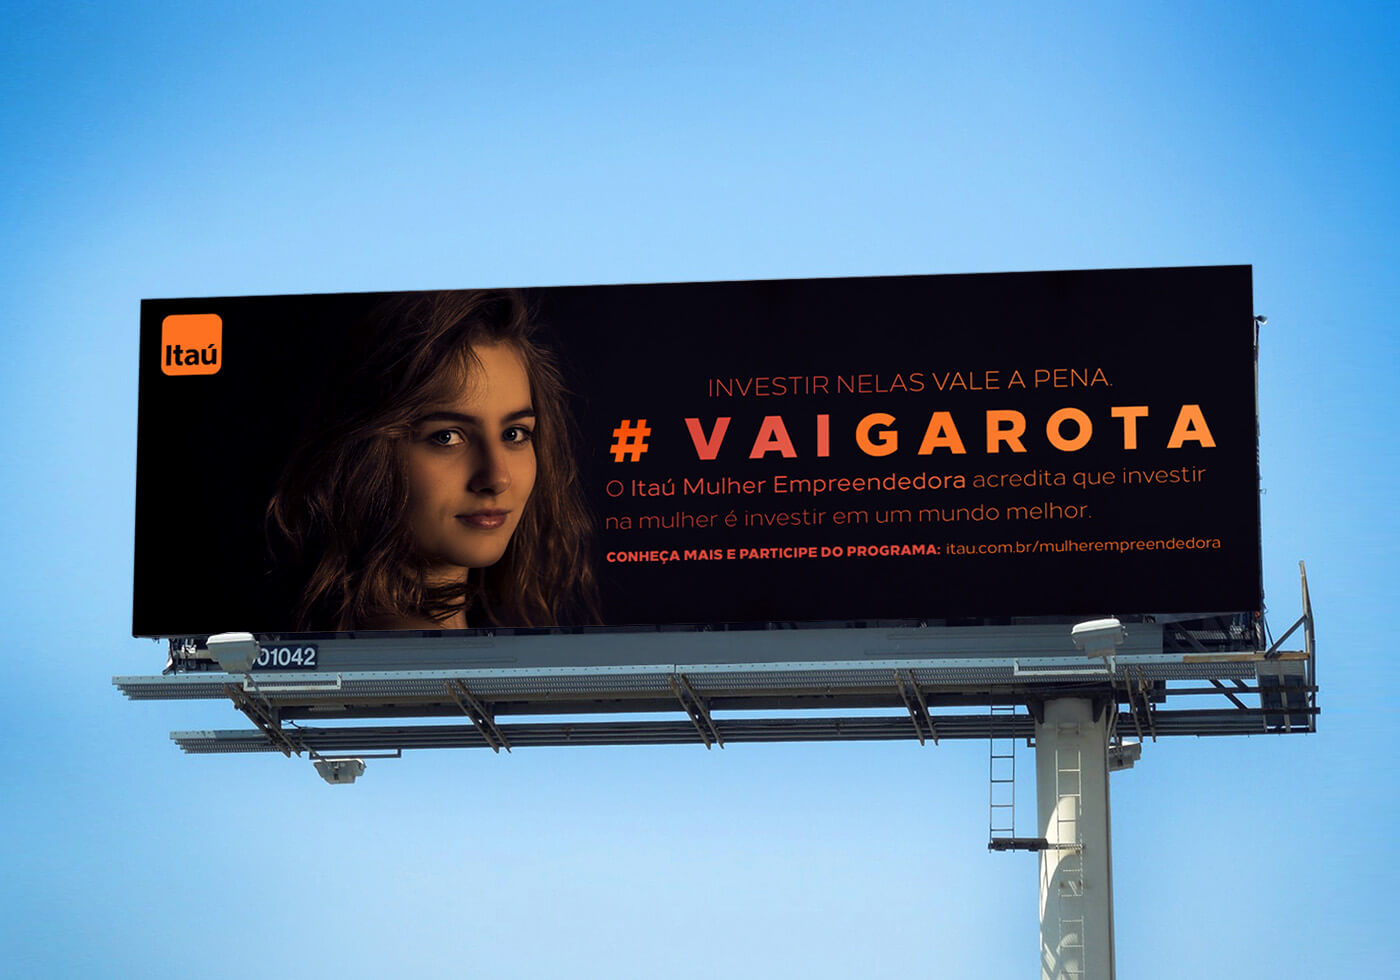 Itaú
INVESTIR NELAS VALE A PENA.
# VAIGAROTA
O Itaú Mulher Empreendedora acredita que investir
na mulher é investir em um mundo melhor.
CONHEÇA MAIS E PARTICIPE DO PROGRAMA: itau.com.br/mulherempreendedora
01042